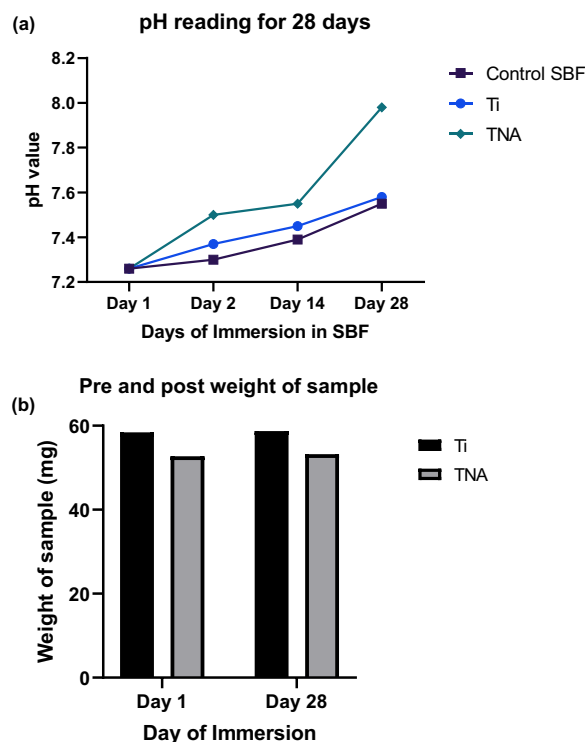 (a)
pH reading for 28 days
8.2
8.0
7.8
7.6
7.4
7.2
pH value
Day 1
Day 2
Day 14
Day 28
Days of Immersion in SBF
Control SBF
Ti
TNA
Pre and post weight of sample
(b)
60
40
20
0
Weight of sample (mg)
Day 1
Day 28
Day of Immersion
Ti
TNA